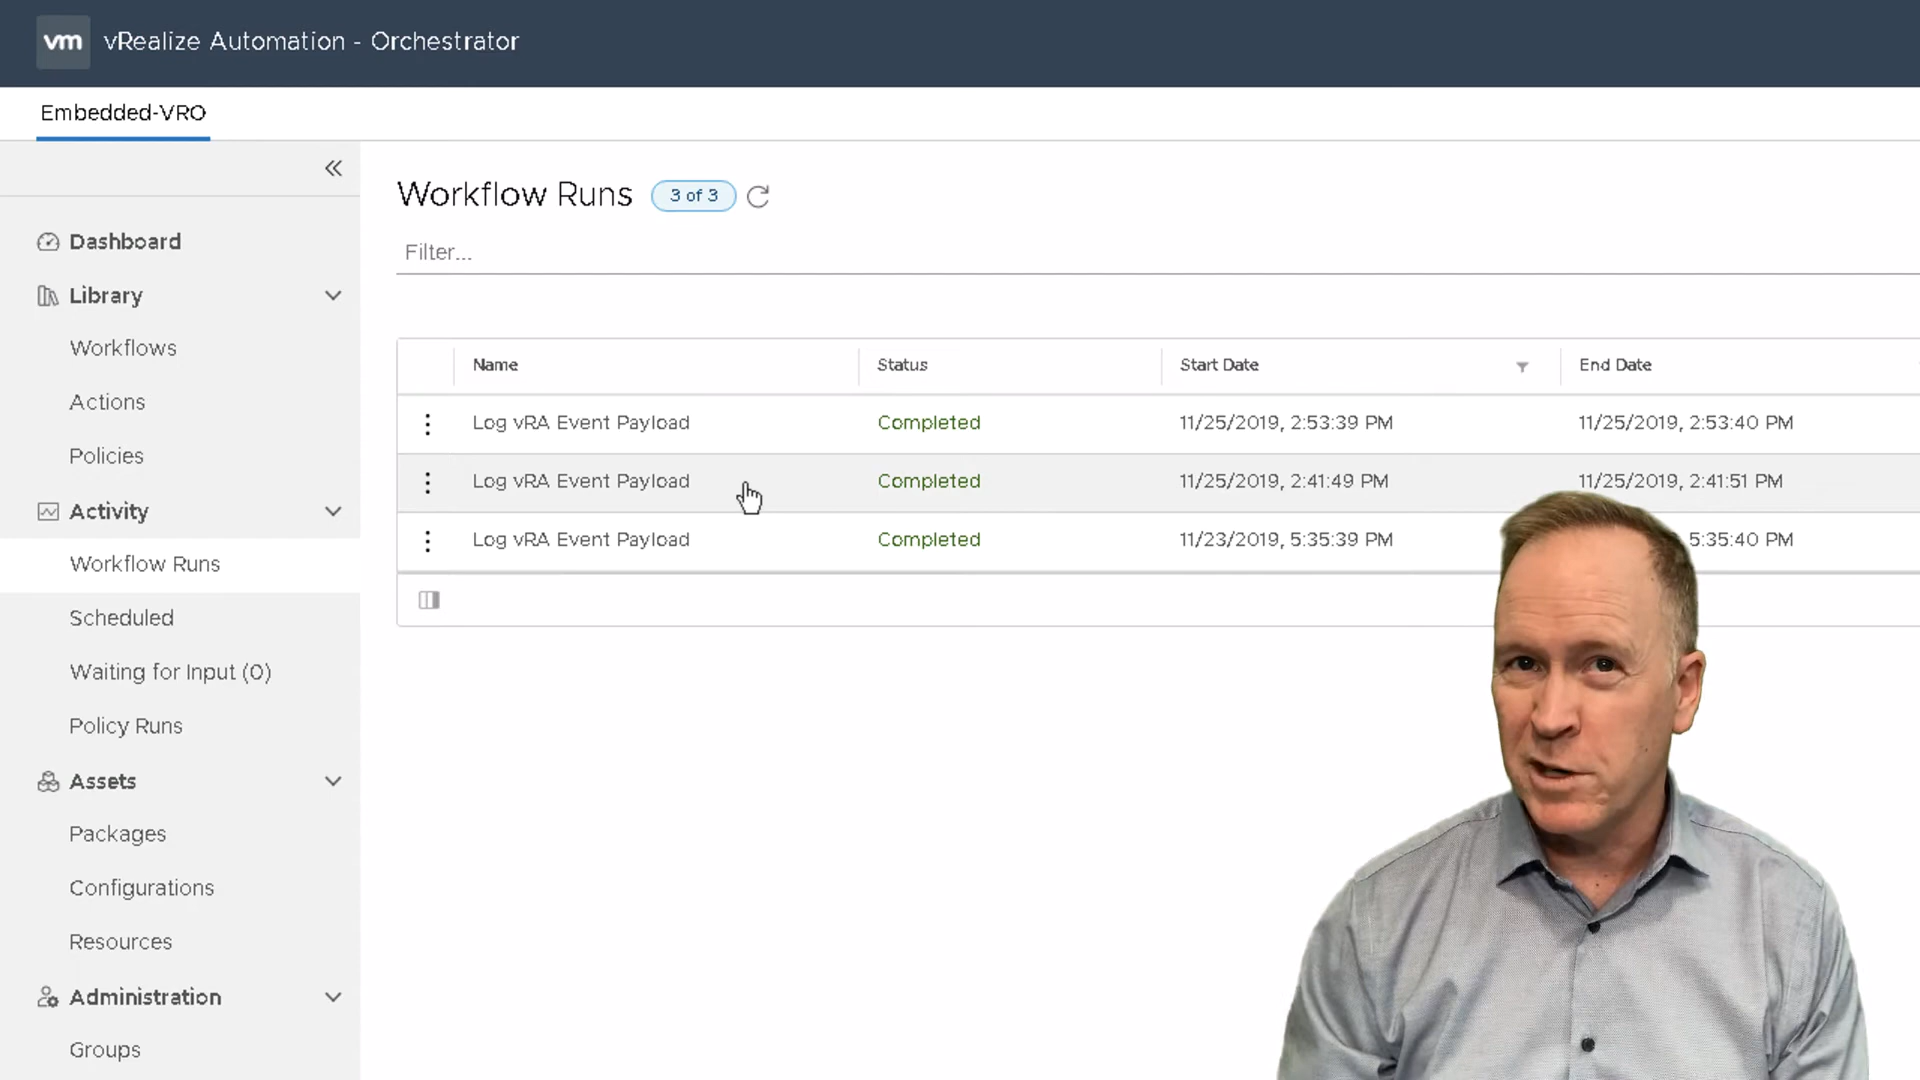 vm vRealize Automation - Orchestrator
Embedded-VRO
Dashboard
Library
Workflows
Actions
Policies
Activity
Workflow Runs
Scheduled
Waiting for Input (0)
Policy Runs
Assets
Packages
Configurations
Resources
Administration
Groups
Workflow Runs 3 of 3
Filter...
Name Status Start Date End Date
Log vRA Event Payload Completed 11/25/2019, 2:53:39 PM 11/25/2019, 2:53:40 PM
Log vRA Event Payload Completed 11/25/2019, 2:41:49 PM 11/25/2019, 2:41:51 PM
Log vRA Event Payload Completed 11/23/2019, 5:35:39 PM 5:35:40 PM